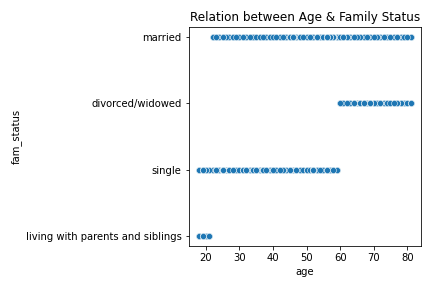 Relation between Age & Family Status
married
divorced/widowed
single
living with parents and siblings
fam_status
20 30 40 50 60 70 80
age